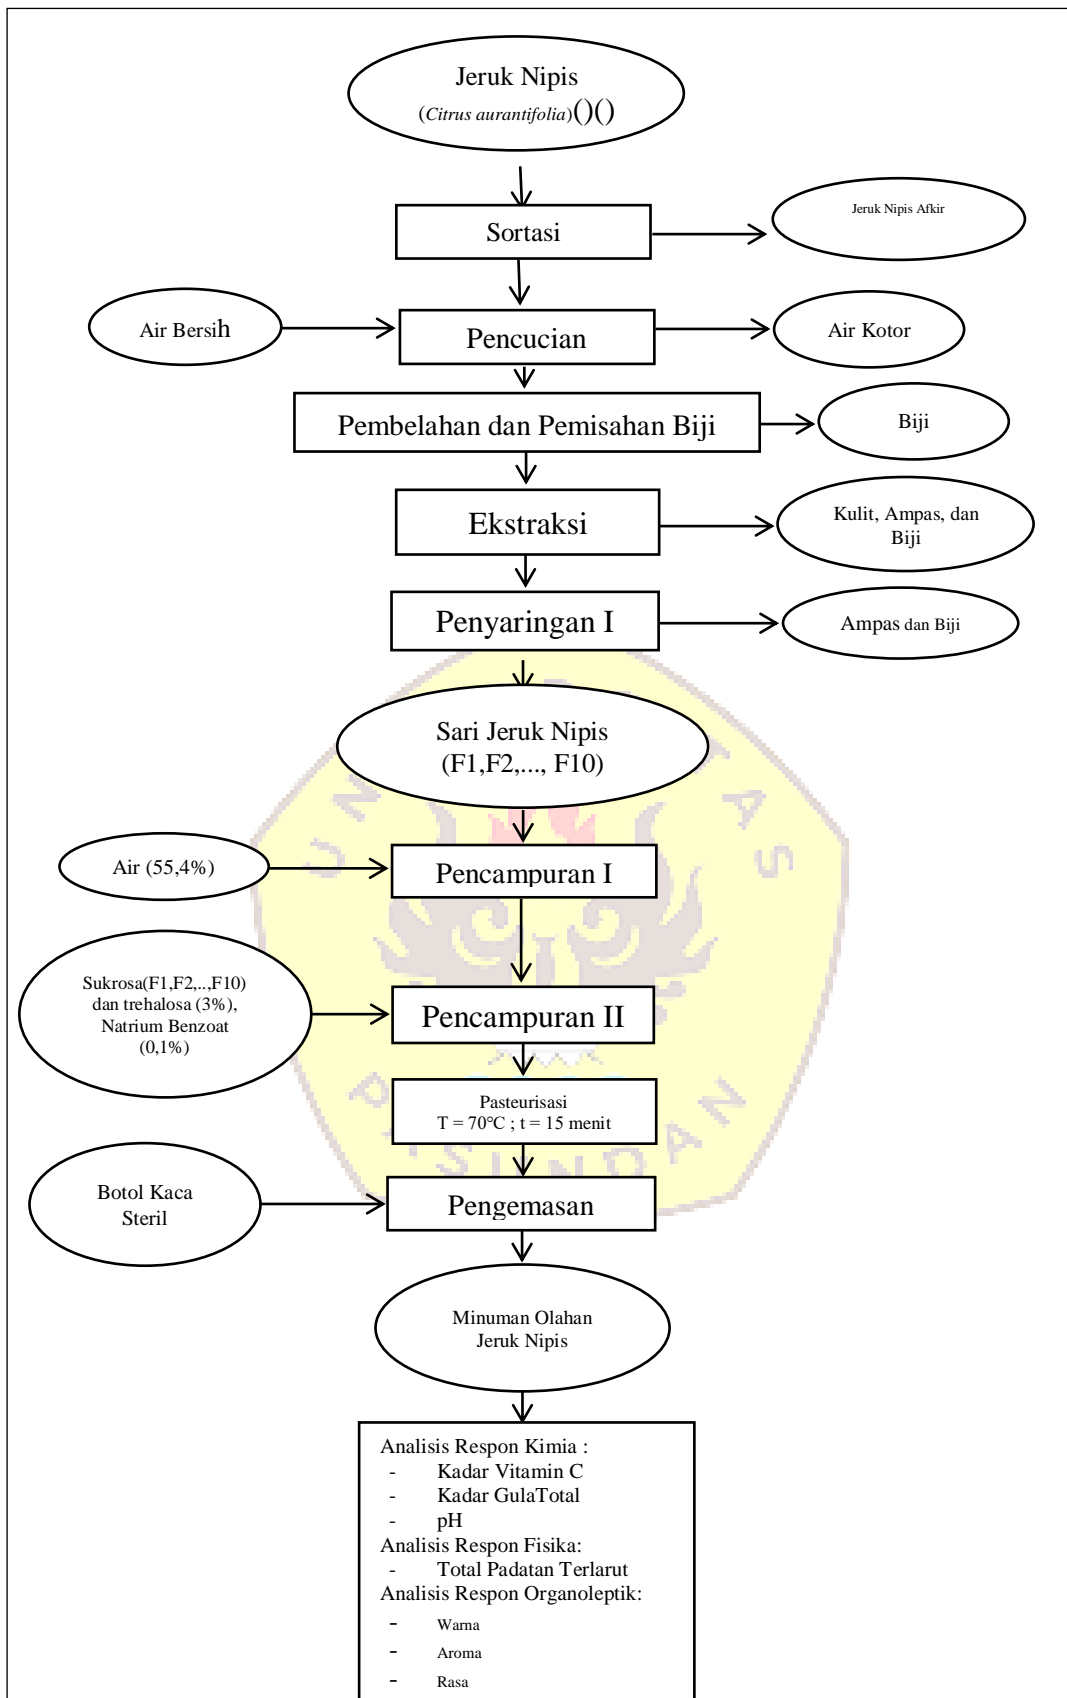 Jeruk Nipis
(Citrus aurantifolia)()()
Sortasi
Jeruk Nipis Afkir
Air Bersih
Pencucian
Air Kotor
Pembelahan dan Pemisahan Biji
Biji
Ekstraksi
Kulit, Ampas, dan
Biji
Penyaringan I
Ampas dan Biji
Sari Jeruk Nipis
(F1,F2,..., F10)
Air (55,4%)
Pencampuran I
Sukrosa(F1,F2,..,F10)
dan trehalosa (3%),
Natrium Benzoat
(0,1%)
Pencampuran II
Pasteurisasi
T = 70°C ; t = 15 menit
Botol Kaca
Steril
Pengemasan
Minuman Olahan
Jeruk Nipis
Analisis Respon Kimia :
- Kadar Vitamin C
- Kadar GulaTotal
- pH
Analisis Respon Fisika:
- Total Padatan Terlarut
Analisis Respon Organoleptik:
- Warna
- Aroma
- Rasa
PASUNDAN